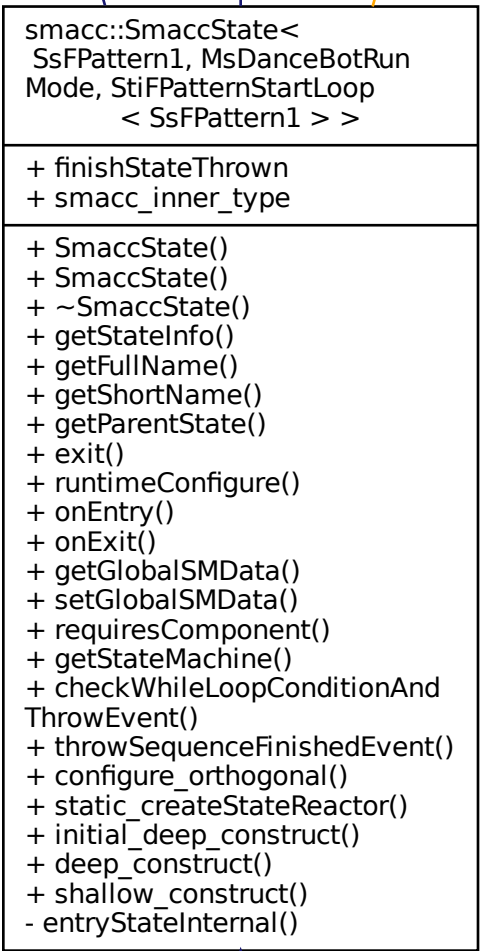 smacc::SmaccState<
SsFPattern1, MsDanceBotRun
Mode, StiFPatternStartLoop
< SsFPattern1 > >
+ finishStateThrown
+ smacc_inner_type
+ SmaccState()
+ SmaccState()
+ ~SmaccState()
+ getStateInfo()
+ getFullName()
+ getShortName()
+ getParentState()
+ exit()
+ runtimeConfigure()
+ onEntry()
+ onExit()
+ getGlobalSMData()
+ setGlobalSMData()
+ requiresComponent()
+ getStateMachine()
+ checkWhileLoopConditionAnd
ThrowEvent()
+ throwSequenceFinishedEvent()
+ configure_orthogonal()
+ static_createStateReactor()
+ initial_deep_construct()
+ deep_construct()
+ shallow_construct()
- entryStateInternal()